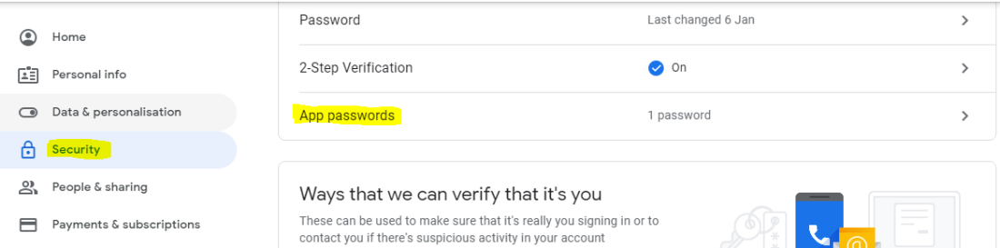 Home
Personal info
Data & personalisation
Security
People & sharing
Payments & subscriptions
Password Last changed 6 Jan
2-Step Verification On
App passwords 1 password
Ways that we can verify that it's you
These can be used to make sure that it's really you signing in or to
contact you if there's suspicious activity in your account